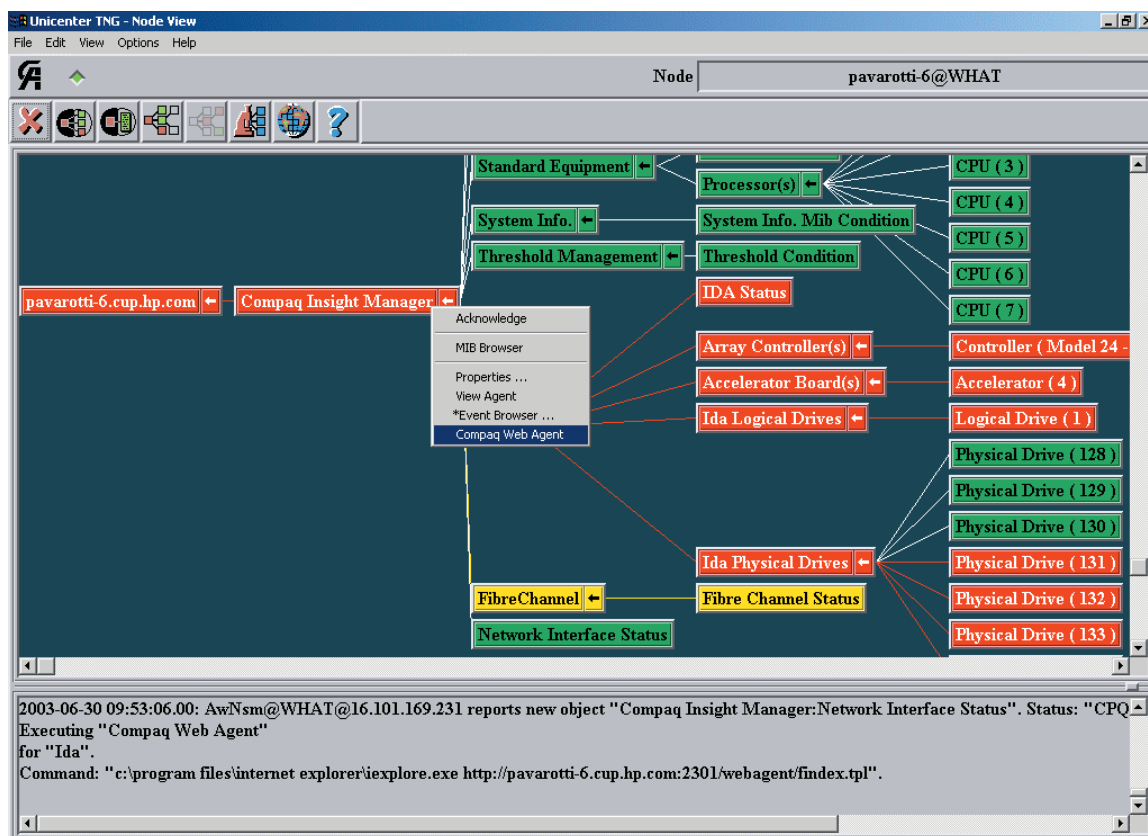 Unicenter TNG - Node View
File Edit View Options Help
Node pavarotti-6@WHAT
Standard Equipment
Processor(s)
CPU ( 3 )
CPU ( 4 )
System Info.
System Info. Mib Condition
CPU ( 5 )
Threshold Management
Threshold Condition
CPU ( 6 )
pavarotti-6.cup.hp.com
Compaq Insight Manager
IDA Status
CPU ( 7 )
Acknowledge
MIB Browser
Properties ...
View Agent
*Event Browser ...
Compaq Web Agent
Array Controller(s)
Controller ( Model 24 -
Accelerator Board(s)
Accelerator ( 4 )
Ida Logical Drives
Logical Drive ( 1 )
Physical Drive ( 128 )
Physical Drive ( 129 )
Physical Drive ( 130 )
Ida Physical Drives
Physical Drive ( 131 )
FibreChannel
Fibre Channel Status
Physical Drive ( 132 )
Network Interface Status
Physical Drive ( 133 )
2003-06-30 09:53:06.00: AwNsm@WHAT@16.101.169.231 reports new object "Compaq Insight Manager:Network Interface Status". Status: "CPQ
Executing "Compaq Web Agent"
for "Ida".
Command: "c:\program files\internet explorer\iexplore.exe http://pavarotti-6.cup.hp.com:2301/webagent/findex.tpl".